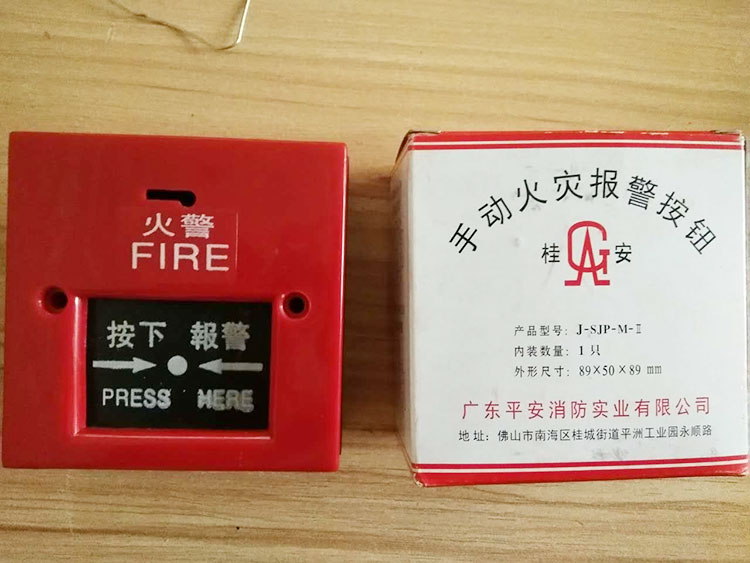 火警
FIRE
按下 報警
PRESS HERE
手动火灾报警按钮
桂 安
产品型号: J-SJP-M-Ⅱ
内装数量: 1 只
外形尺寸: 89×50×89 mm
广东平安消防实业有限公司
地址: 佛山市南海区桂城街道平洲工业园永顺路